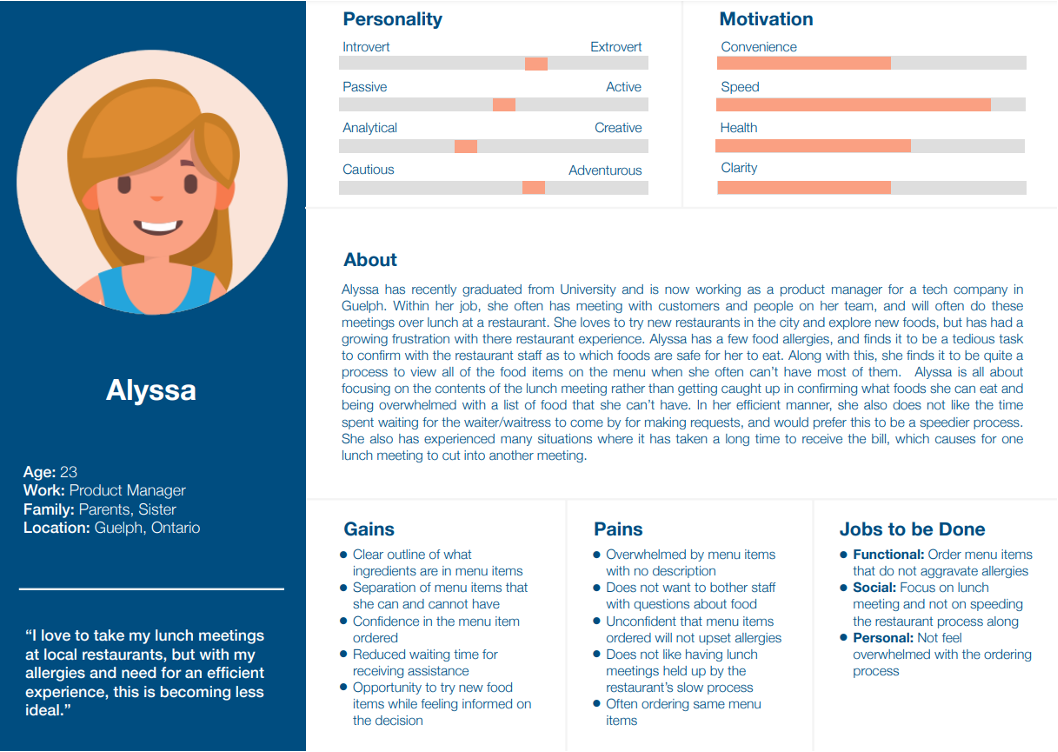 Alyssa
Age: 23
Work: Product Manager
Family: Parents, Sister
Location: Guelph, Ontario
“I love to take my lunch meetings
at local restaurants, but with my
allergies and need for an efficient
experience, this is becoming less
ideal.”
Personality
Introvert Extrovert
Passive Active
Analytical Creative
Cautious Adventurous
Motivation
Convenience
Speed
Health
Clarity
About
Alyssa has recently graduated from University and is now working as a product manager for a tech company in
Guelph. Within her job, she often has meeting with customers and people on her team, and will often do these
meetings over lunch at a restaurant. She loves to try new restaurants in the city and explore new foods, but has had a
growing frustration with there restaurant experience. Alyssa has a few food allergies, and finds it to be a tedious task
to confirm with the restaurant staff as to which foods are safe for her to eat. Along with this, she finds it to be quite a
process to view all of the food items on the menu when she often can’t have most of them. Alyssa is all about
focusing on the contents of the lunch meeting rather than getting caught up in confirming what foods she can eat and
being overwhelmed with a list of food that she can’t have. In her efficient manner, she also does not like the time
spent waiting for the waiter/waitress to come by for making requests, and would prefer this to be a speedier process.
She also has experienced many situations where it has taken a long time to receive the bill, which causes for one
lunch meeting to cut into another meeting.
Gains
● Clear outline of what
ingredients are in menu items
● Separation of menu items that
she can and cannot have
● Confidence in the menu item
ordered
● Reduced waiting time for
receiving assistance
● Opportunity to try new food
items while feeling informed on
the decision
Pains
● Overwhelmed by menu items
with no description
● Does not want to bother staff
with questions about food
● Unconfident that menu items
ordered will not upset allergies
● Does not like having lunch
meetings held up by the
restaurant’s slow process
● Often ordering same menu
items
Jobs to be Done
● Functional: Order menu items
that do not aggravate allergies
● Social: Focus on lunch
meeting and not on speeding
the restaurant process along
● Personal: Not feel
overwhelmed with the ordering
process